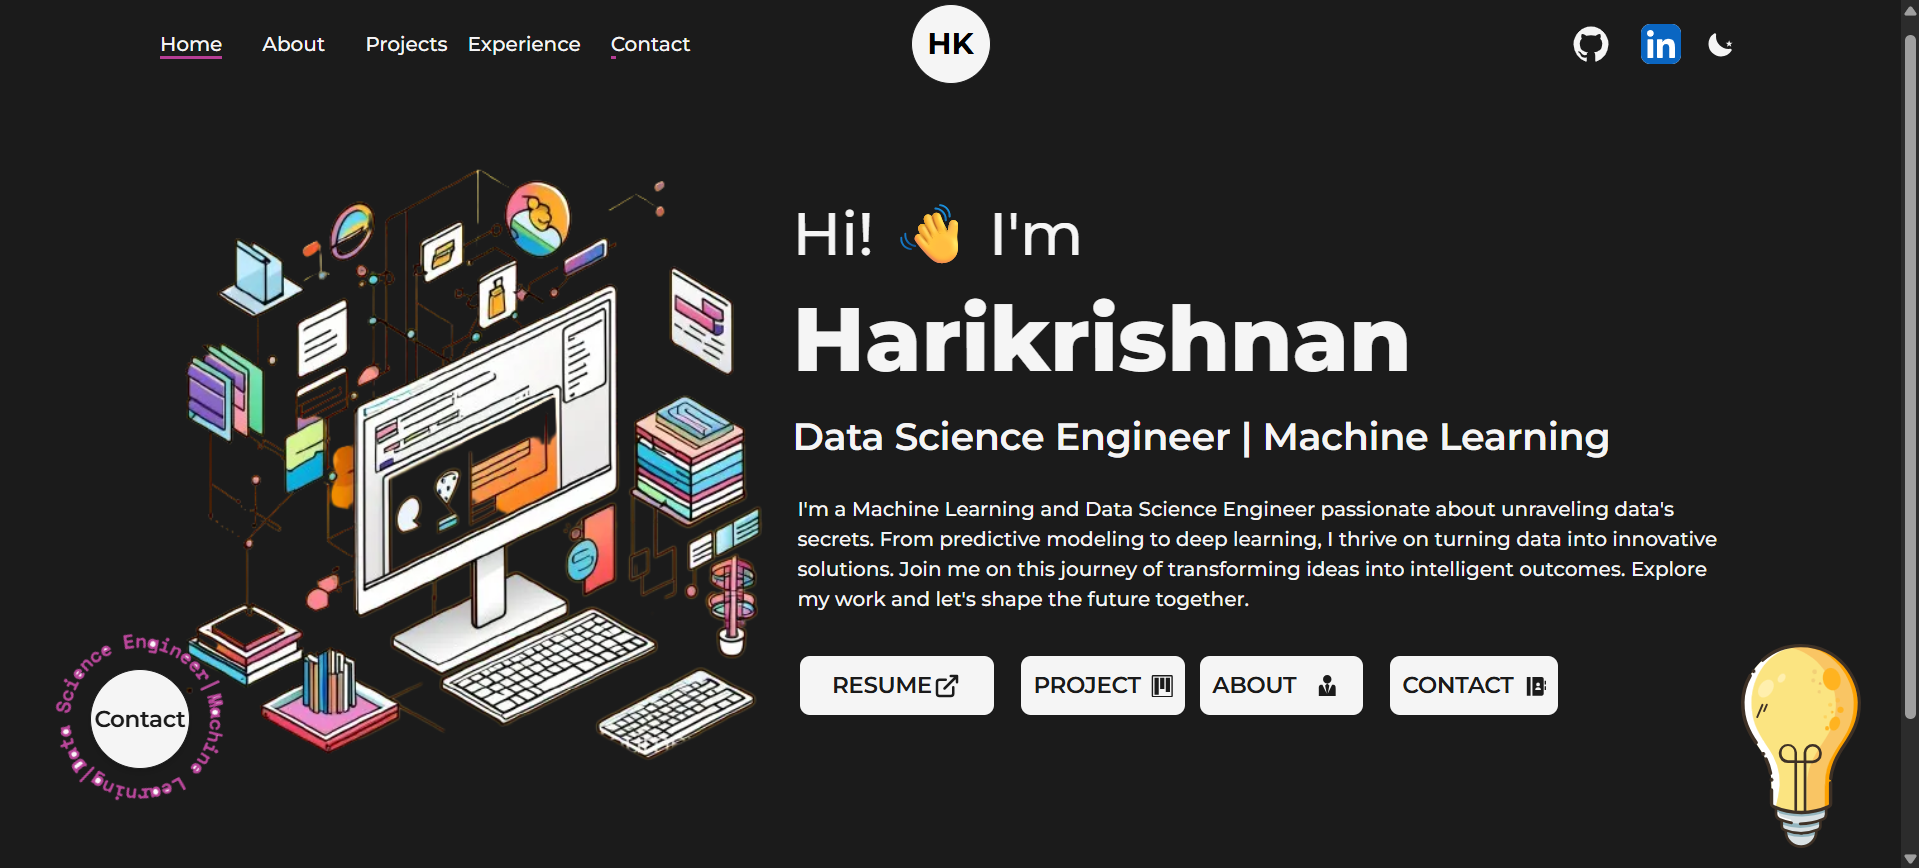 Home About Projects Experience Contact
HK
in
Hi! 👋 I'm
Harikrishnan
Data Science Engineer | Machine Learning
I'm a Machine Learning and Data Science Engineer passionate about unraveling data's
secrets. From predictive modeling to deep learning, I thrive on turning data into innovative
solutions. Join me on this journey of transforming ideas into intelligent outcomes. Explore
my work and let's shape the future together.
RESUME PROJECT ABOUT CONTACT
Data Science Engineer/Machine Learning/
Contact